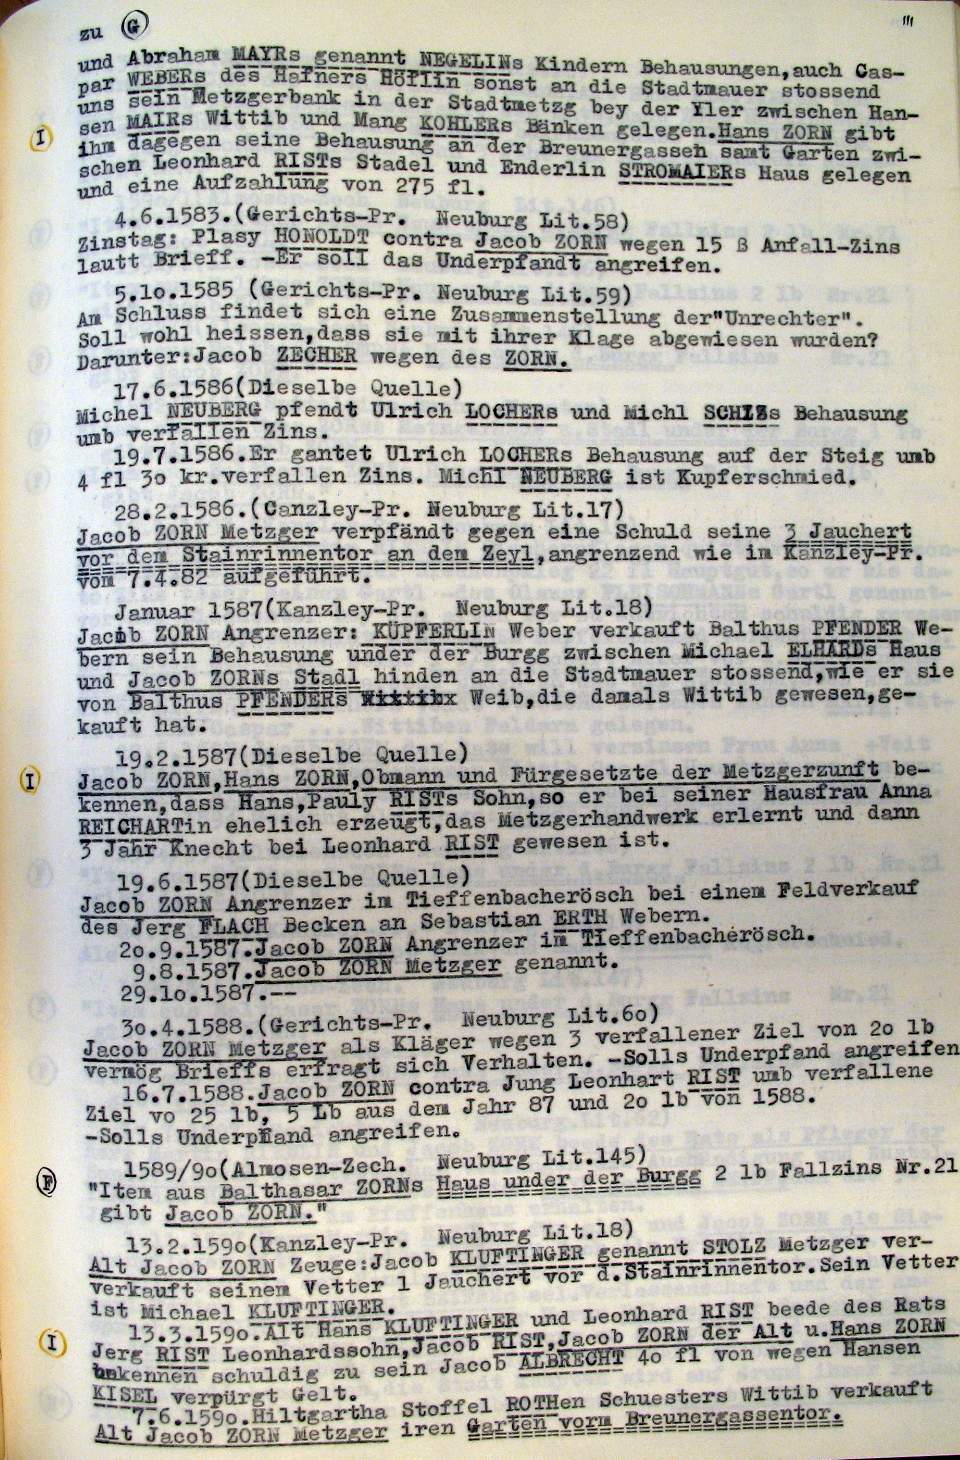 zu G
III
und Abraham MAYRs genannt NEGELINs Kindern Behausungen,auch Cas-
par WEBERs des Hafners Höflin sonst an die Stadtmauer stossend
uns sein Metzgerbank in der Stadtmetzg bey der Yler zwischen Han-
I sen MAIRs Wittib und Mang KOHLERs Bänken gelegen.Hans ZORN gibt
ihm dagegen seine Behausung an der Breunergasseh samt Garten zwi-
schen Leonhard RISTs Stadel und Enderlin STROMAIERs Haus gelegen
und eine Aufzahlung von 275 fl.
4.6.1583.(Gerichts-Pr. Neuburg Lit.58)
Zinstag: Plasy HONOLDT contra Jacob ZORN wegen 15 ß Anfall-Zins
lautt Brieff. -Er soll das Underpfandt angreifen.
5.10.1585 (Gerichts-Pr. Neuburg Lit.59)
Am Schluss findet sich eine Zusammenstellung der"Unrechter".
Soll wohl heissen,dass sie mit ihrer Klage abgewiesen wurden?
Darunter:Jacob ZECHER wegen des ZORN.
17.6.1586(Dieselbe Quelle)
Michel NEUBERG pfendt Ulrich LOCHERs und Michl SCHIZs Behausung
umb verfallen Zins.
19.7.1586.Er gantet Ulrich LOCHERs Behausung auf der Steig umb
4 fl 30 kr.verfallen Zins. Michl NEUBERG ist Kupferschmied.
28.2.1586.(Canzley-Pr. Neuburg Lit.17)
Jacob ZORN Metzger verpfändt gegen eine Schuld seine 3 Jauchert
vor dem Stainrinnentor an dem Zeyl,angrenzend wie im Kanzley-Pr.
vom 7.4.82 aufgeführt.
Januar 1587(Kanzley-Pr. Neuburg Lit.18)
Jacob ZORN Angrenzer: KÜPFERLIN Weber verkauft Balthus PFENDER We-
bern sein Behausung under der Burgg zwischen Michael ELHARDs Haus
und Jacob ZORNs Stadl hinden an die Stadtmauer stossend,wie er sie
von Balthus PFENDERs Weib,die damals Wittib gewesen,ge-
kauft hat.
19.2.1587(Dieselbe Quelle)
I Jacob ZORN,Hans ZORN,Obmann und Fürgesetzte der Metzgerzunft be-
kennen,dass Hans,Pauly RISTs Sohn,so er bei seiner Hausfrau Anna
REICHARTin ehelich erzeugt,das Metzgerhandwerk erlernt und dann
3 Jahr Knecht bei Leonhard RIST gewesen ist.
19.6.1587(Dieselbe Quelle)
Jacob ZORN Angrenzer im Tieffenbacherösch bei einem Feldverkauf
des Jerg FLACH Becken an Sebastian ERTH Webern.
20.9.1587.Jacob ZORN Angrenzer im Tieffenbacherösch.
9.8.1587.Jacob ZORN Metzger genannt.
29.10.1587.--
30.4.1588.(Gerichts-Pr. Neuburg Lit.60)
Jacob ZORN Metzger als Kläger wegen 3 verfallener Ziel von 20 lb
vermög Brieffs erfragt sich Verhalten. -Solls Underpfand angreifen
16.7.1588.Jacob ZORN contra Jung Leonhart RIST umb verfallene
Ziel vo 25 lb, 5 Lb aus dem Jahr 87 und 20 lb von 1588.
-Solls Underpfand angreifen.
1589/90(Almosen-Zech. Neuburg Lit.145)
F "Item aus Balthasar ZORNs Haus under der Burgg 2 lb Fallzins Nr.21
gibt Jacob ZORN."
13.2.1590(Kanzley-Pr. Neuburg Lit.18)
Alt Jacob ZORN Zeuge:Jacob KLUFTINGER genannt STOLZ Metzger ver-
verkauft seinem Vetter 1 Jauchert vor d.Stainrinnentor.Sein Vetter
ist Michael KLUFTINGER.
13.3.1590.Alt Hans KLUFTINGER und Leonhard RIST beede des Rats
I Jerg RIST Leonhardssohn,Jacob RIST,Jacob ZORN der Alt u.Hans ZORN
bekennen schuldig zu sein Jacob ALBRECHT 40 fl von wegen Hansen
KISEL verpürgt Gelt.
7.6.1590.Hiltgartha Stoffel ROTHen Schuesters Wittib verkauft
Alt Jacob ZORN Metzger iren Garten vorm Breunergassentor.